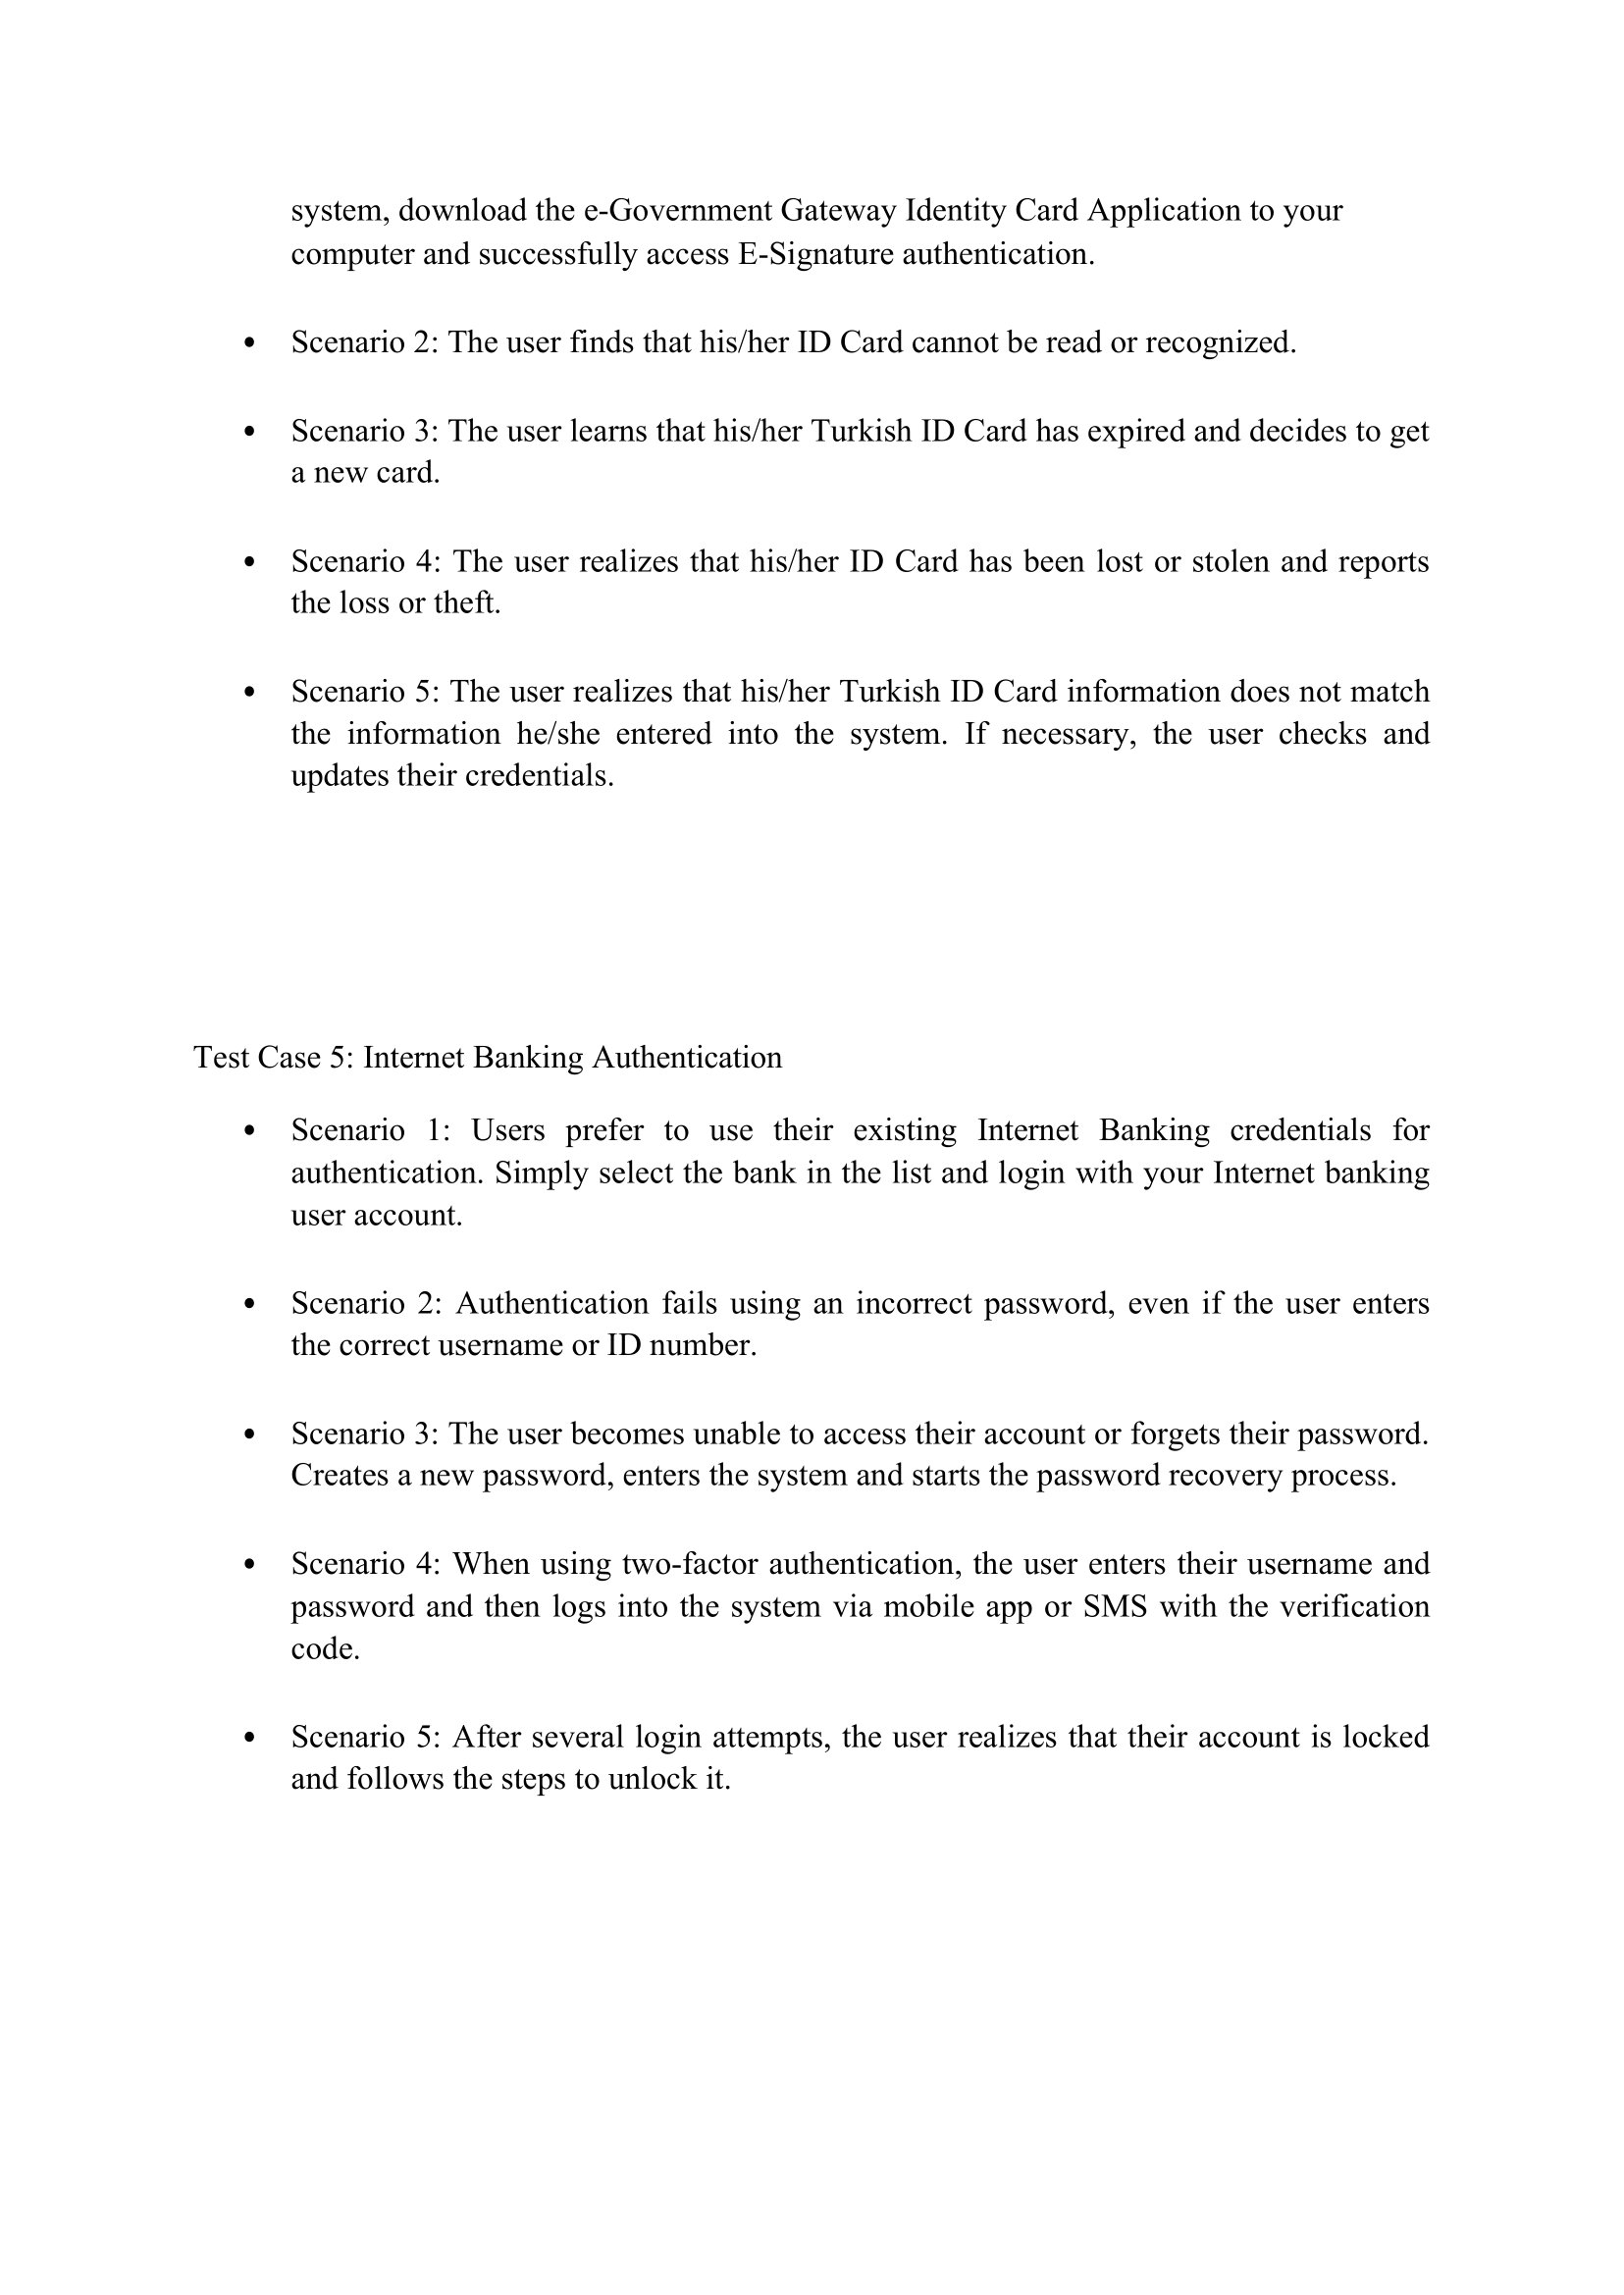 system, download the e-Government Gateway Identity Card Application to your
computer and successfully access E-Signature authentication.
• Scenario 2: The user finds that his/her ID Card cannot be read or recognized.
• Scenario 3: The user learns that his/her Turkish ID Card has expired and decides to get
a new card.
• Scenario 4: The user realizes that his/her ID Card has been lost or stolen and reports
the loss or theft.
• Scenario 5: The user realizes that his/her Turkish ID Card information does not match
the information he/she entered into the system. If necessary, the user checks and
updates their credentials.
Test Case 5: Internet Banking Authentication
• Scenario 1: Users prefer to use their existing Internet Banking credentials for
authentication. Simply select the bank in the list and login with your Internet banking
user account.
• Scenario 2: Authentication fails using an incorrect password, even if the user enters
the correct username or ID number.
• Scenario 3: The user becomes unable to access their account or forgets their password.
Creates a new password, enters the system and starts the password recovery process.
• Scenario 4: When using two-factor authentication, the user enters their username and
password and then logs into the system via mobile app or SMS with the verification
code.
• Scenario 5: After several login attempts, the user realizes that their account is locked
and follows the steps to unlock it.